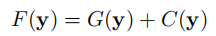 F(y) = G(y) + C(y)